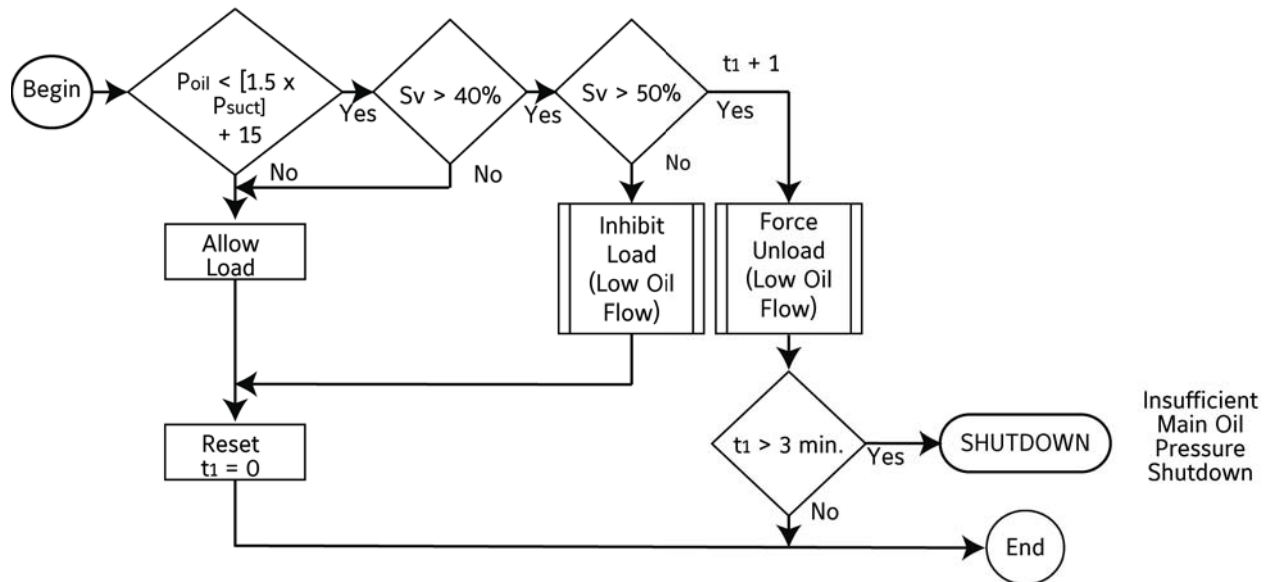 Begin
Poil < [1.5 x
Psuct]
+ 15
Yes
No
Sv > 40%
Yes
No
Sv > 50%
No
t1 + 1
Yes
Allow
Load
Inhibit
Load
(Low Oil
Flow)
Force
Unload
(Low Oil
Flow)
Reset
t1 = 0
t1 > 3 min.
Yes
No
SHUTDOWN
Insufficient
Main Oil
Pressure
Shutdown
End